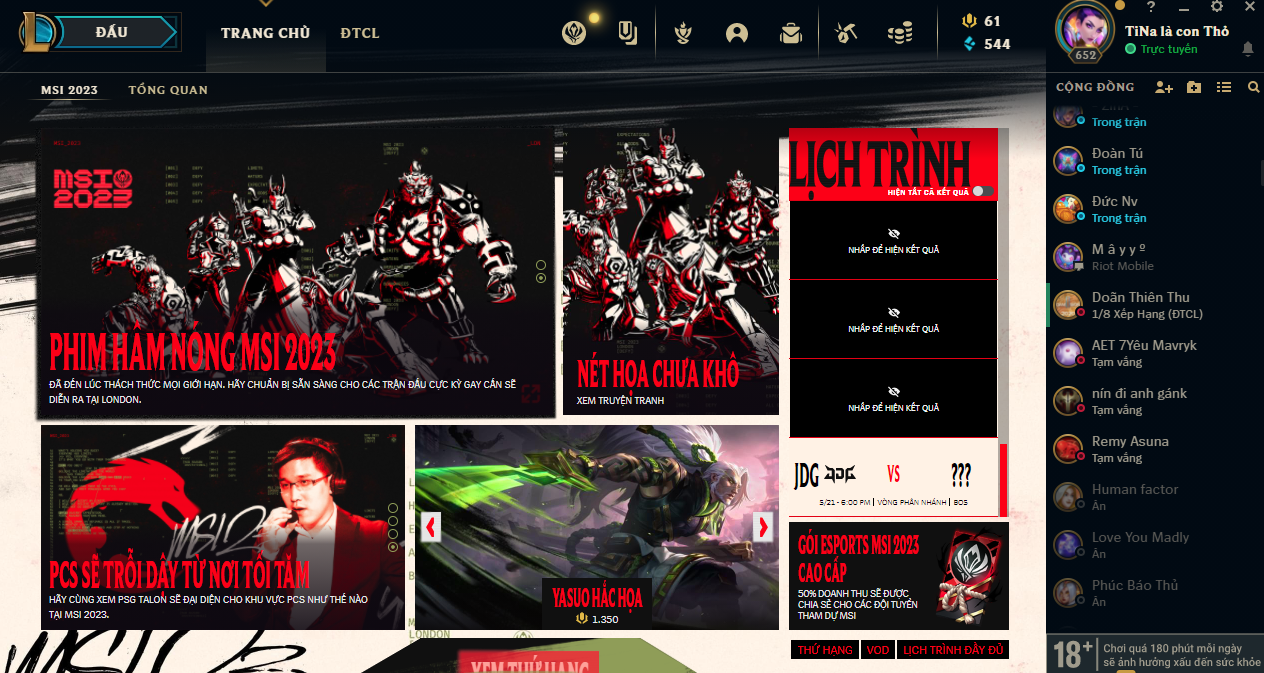 ĐẤU
TRANG CHỦ
ĐTCL
61
544
652
TiNa là con Thỏ
Trực tuyến
MSI 2023
TỔNG QUAN
MSI
2023
PHIM HÂM NÓNG MSI 2023
ĐÃ ĐẾN LÚC THÁCH THỨC MỌI GIỚI HẠN. HÃY CHUẨN BỊ SẴN SÀNG CHO CÁC TRẬN ĐẤU CỰC KỲ GAY CẤN SẼ
DIỄN RA TẠI LONDON.
NÉT HỌA CHƯA KHÔ
XEM TRUYỆN TRANH
LỊCH TRÌNH
HIỆN TẤT CẢ KẾT QUẢ
NHẤP ĐỂ HIỆN KẾT QUẢ
NHẤP ĐỂ HIỆN KẾT QUẢ
NHẤP ĐỂ HIỆN KẾT QUẢ
JDG
VS
???
5/21 - 6:00 PM | VÒNG PHÂN NHÁNH | BO5
PCS SẼ TRỖI DẬY TỪ NƠI TỐI TĂM
HÃY CÙNG XEM PSG TALON SẼ ĐẠI DIỆN CHO KHU VỰC PCS NHƯ THẾ NÀO
TẠI MSI 2023.
YASUO HẮC HỌA
1.350
GÓI ESPORTS MSI 2023
CAO CẤP
50% DOANH THU SẼ ĐƯỢC
CHIA SẺ CHO CÁC ĐỘI TUYỂN
THAM DỰ MSI
THỨ HẠNG
VOD
LỊCH TRÌNH ĐẦY ĐỦ
LONDON
XEM THỨ HẠNG
CỘNG ĐỒNG
Trong trận
Đoàn Tú
Trong trận
Đức Nv
Trong trận
M â y y º
Riot Mobile
Doãn Thiên Thu
1/8 Xếp Hạng (ĐTCL)
AET 7Yêu Mavryk
Tạm vắng
nín đi anh gánk
Tạm vắng
Remy Asuna
Tạm vắng
Human factor
Ẩn
Love You Madly
Ẩn
Phúc Báo Thủ
Ẩn
18+
Chơi quá 180 phút mỗi ngày
sẽ ảnh hưởng xấu đến sức khỏe